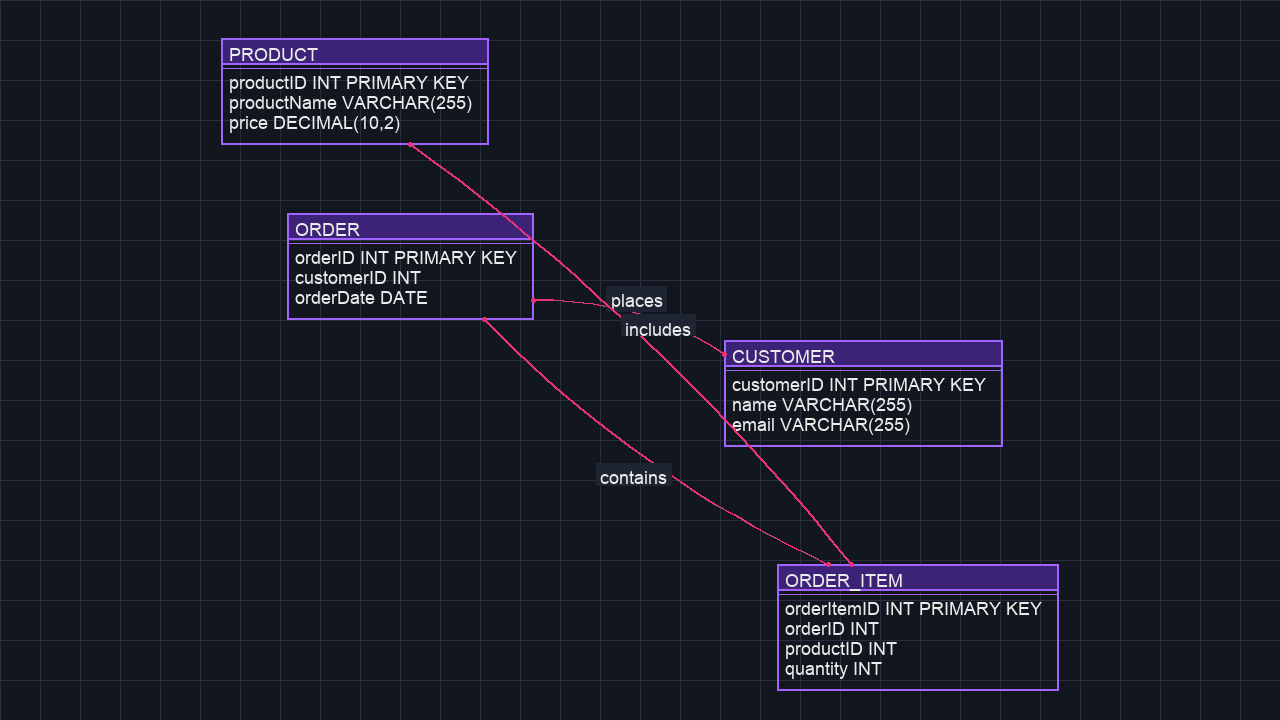 PRODUCT
productID INT PRIMARY KEY
productName VARCHAR(255)
price DECIMAL(10,2)
ORDER
orderID INT PRIMARY KEY
customerID INT
orderDate DATE
places
includes
CUSTOMER
customerID INT PRIMARY KEY
name VARCHAR(255)
email VARCHAR(255)
contains
ORDER_ITEM
orderItemID INT PRIMARY KEY
orderID INT
productID INT
quantity INT